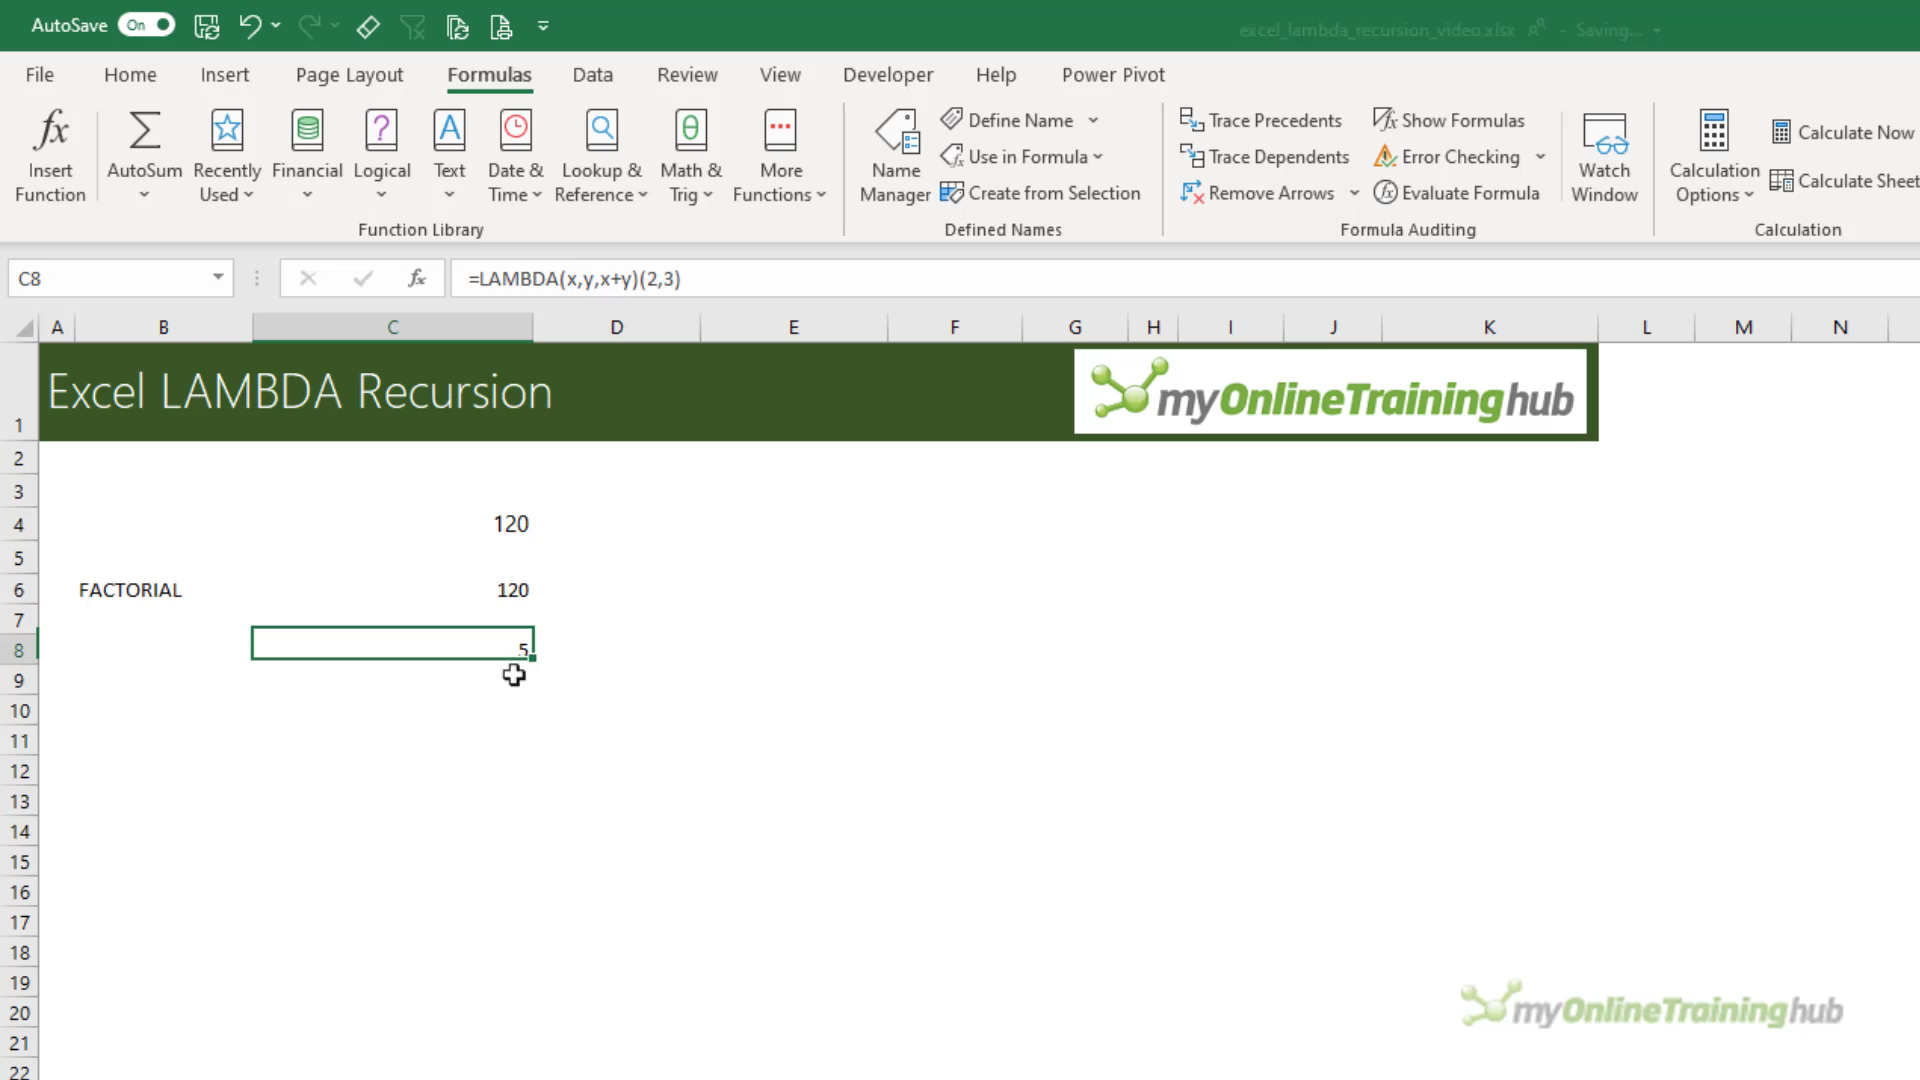 AutoSave On
excel_lambda_recursion_video.xlsx - Saving...
File Home Insert Page Layout Formulas Data Review View Developer Help Power Pivot
Insert Function
AutoSum
Recently Used
Financial
Logical
Text
Date & Time
Lookup & Reference
Math & Trig
More Functions
Function Library
Name Manager
Define Name
Use in Formula
Create from Selection
Defined Names
Trace Precedents
Trace Dependents
Remove Arrows
Show Formulas
Error Checking
Evaluate Formula
Formula Auditing
Watch Window
Calculation Options
Calculate Now
Calculate Sheet
Calculation
C8 fx =LAMBDA(x,y,x+y)(2,3)
A B C D E F G H I J K L M N
1 Excel LAMBDA Recursion myOnlineTraininghub
2
3
4 120
5
6 FACTORIAL 120
7
8 5
9
10
11
12
13
14
15
16
17
18
19
20 myOnlineTraininghub
21
22